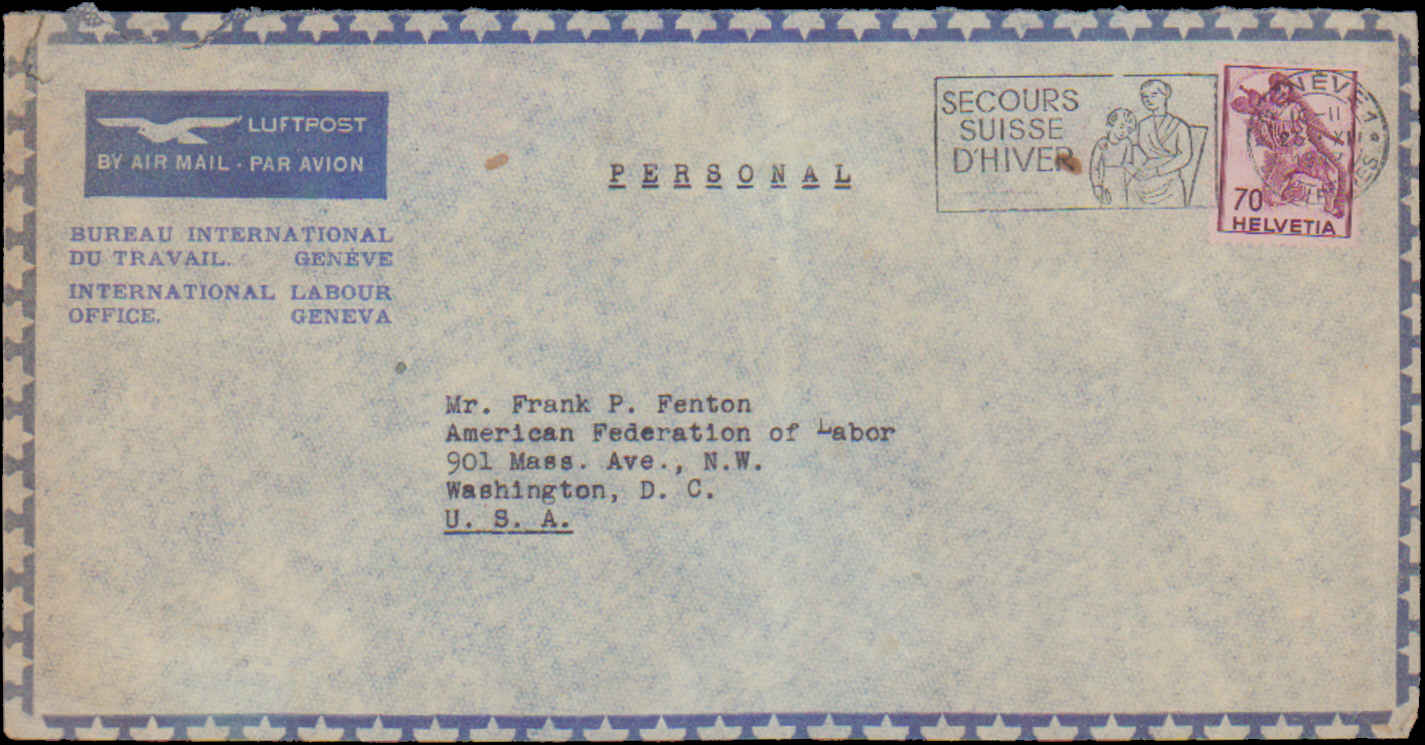 LUFTPOST
BY AIR MAIL · PAR AVION
BUREAU INTERNATIONAL
DU TRAVAIL. GENÈVE
INTERNATIONAL LABOUR
OFFICE. GENEVA
PERSONAL
SECOURS
SUISSE
D'HIVER
70
HELVETIA
Mr. Frank P. Fenton
American Federation of Labor
901 Mass. Ave., N.W.
Washington, D. C.
U. S. A.